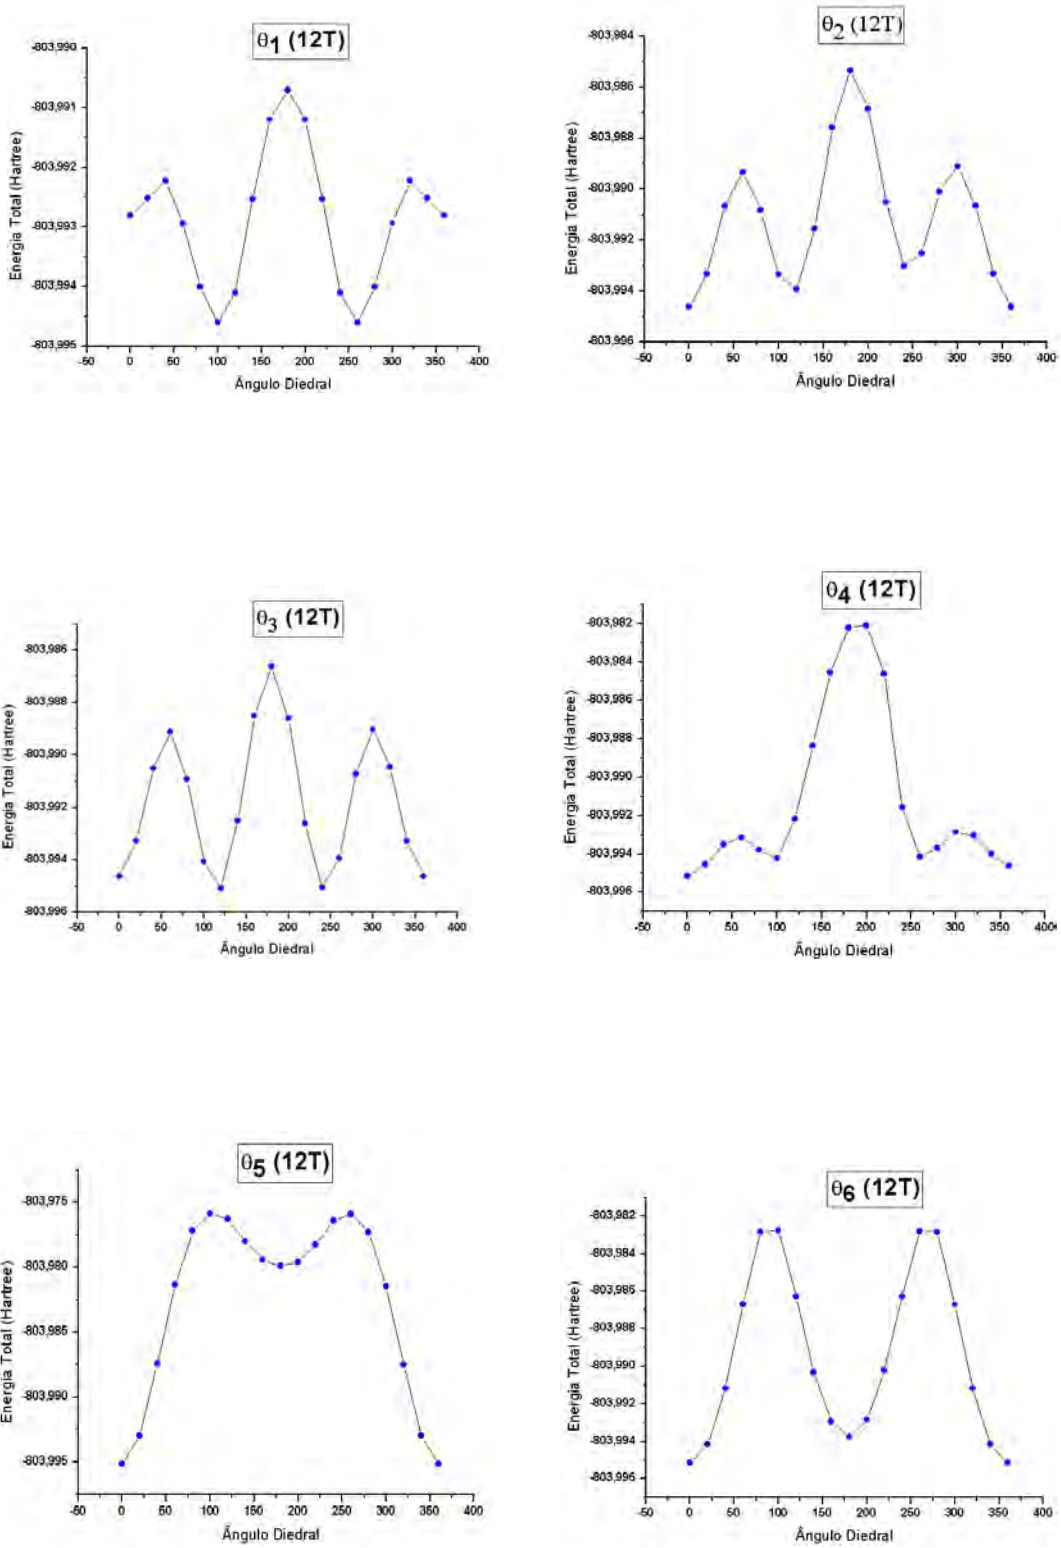 θ1 (12T)
-803,990
-803,991
-803,992
-803,993
-803,994
-803,995
Energia Total (Hartree)
-50 0 50 100 150 200 250 300 350 400
Ângulo Diedral
θ2 (12T)
-803,984
-803,986
-803,988
-803,990
-803,992
-803,994
-803,996
Energia Total (Hartree)
-50 0 50 100 150 200 250 300 350 400
Ângulo Diedral
θ3 (12T)
-803,986
-803,988
-803,990
-803,992
-803,994
-803,996
Energia Total (Hartree)
-50 0 50 100 150 200 250 300 350 400
Ângulo Diedral
θ4 (12T)
-803,982
-803,984
-803,986
-803,988
-803,990
-803,992
-803,994
-803,996
Energia Total (Hartree)
-50 0 50 100 150 200 250 300 350 400
Ângulo Diedral
θ5 (12T)
-803,975
-803,980
-803,985
-803,990
-803,995
Energia Total (Hartree)
-50 0 50 100 150 200 250 300 350 400
Ângulo Diedral
θ6 (12T)
-803,982
-803,984
-803,986
-803,988
-803,990
-803,992
-803,994
-803,996
Energia Total (Hartree)
-50 0 50 100 150 200 250 300 350 400
Ângulo Diedral